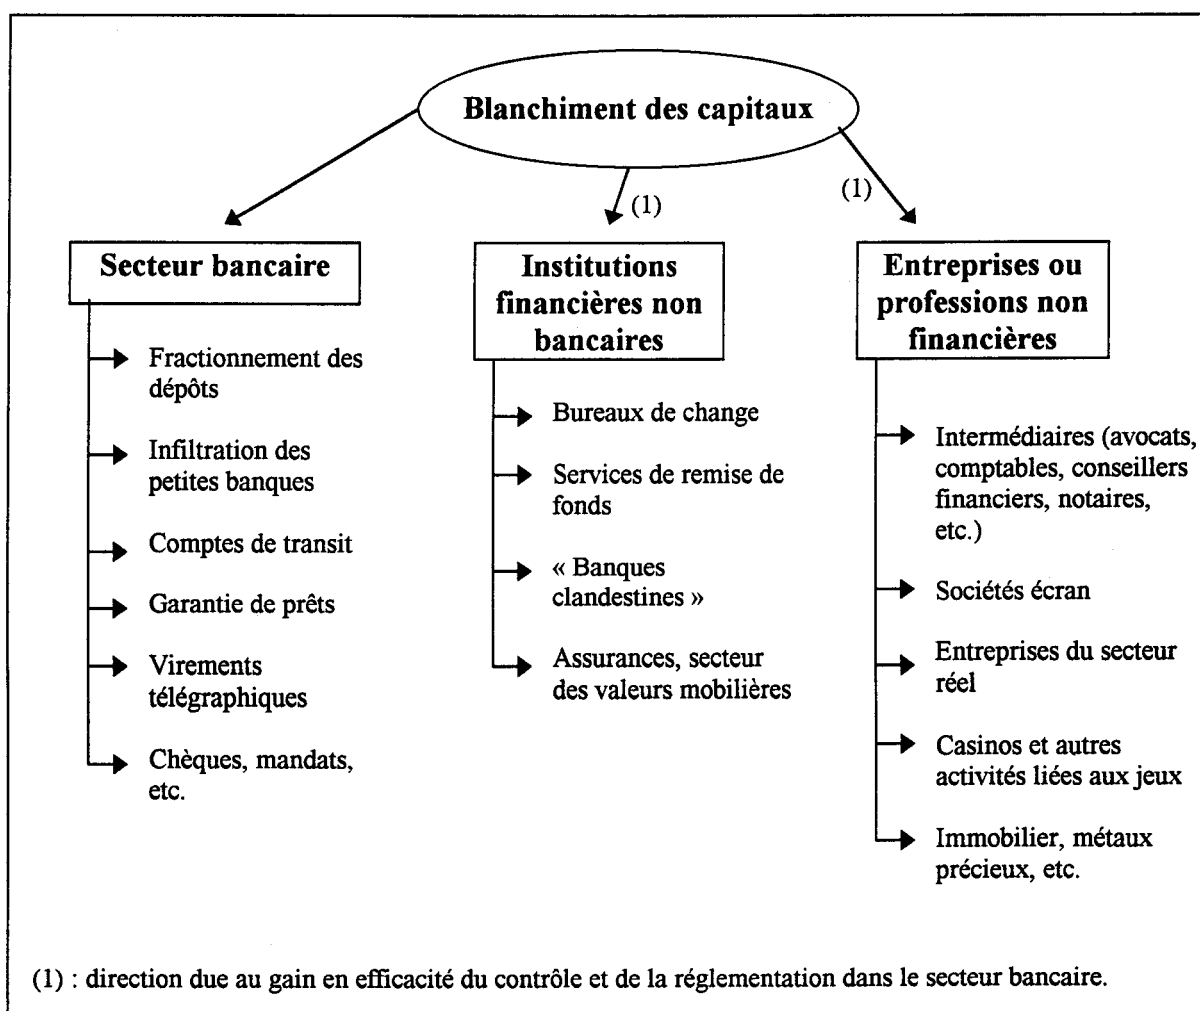 Blanchiment des capitaux
(1)
(1)
Secteur bancaire
Fractionnement des
dépôts
Infiltration des
petites banques
Comptes de transit
Garantie de prêts
Virements
télégraphiques
Chèques, mandats,
etc.
Institutions
financières non
bancaires
Bureaux de change
Services de remise de
fonds
« Banques
clandestines »
Assurances, secteur
des valeurs mobilières
Entreprises ou
professions non
financières
Intermédiaires (avocats,
comptables, conseillers
financiers, notaires,
etc.)
Sociétés écran
Entreprises du secteur
réel
Casinos et autres
activités liées aux jeux
Immobilier, métaux
précieux, etc.
(1) : direction due au gain en efficacité du contrôle et de la réglementation dans le secteur bancaire.